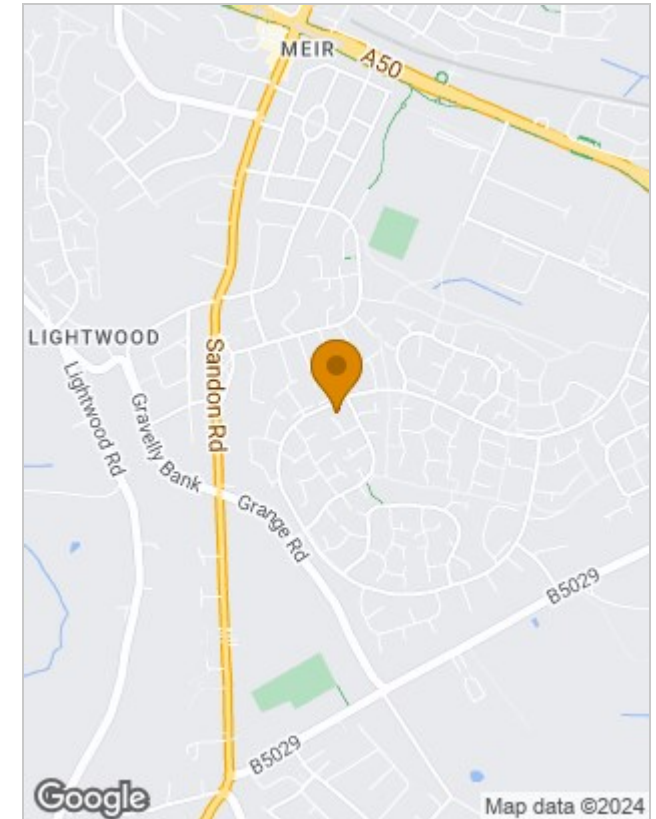 MEIR
A50
LIGHTWOOD
Sandon Rd
Lightwood Rd
Gravelly Bank
Grange Rd
B5029
B5029
Google
Map data ©2024